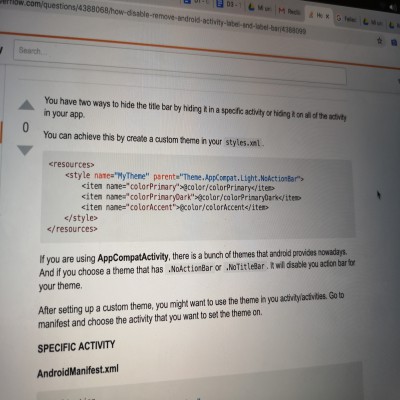 erflow.com/questions/4388068/how-disable-remove-android-activity-label-and-label-bar/4388088
Search...
You have two ways to hide the title bar by hiding it in a specific activity or hiding it on all of the activity
in your app.
0
You can achieve this by create a custom theme in your styles.xml.
<resources>
<style name="MyTheme" parent="Theme.AppCompat.Light.NoActionBar">
<item name="colorPrimary">@color/colorPrimary</item>
<item name="colorPrimaryDark">@color/colorPrimaryDark</item>
<item name="colorAccent">@color/colorAccent</item>
</style>
</resources>
If you are using AppCompatActivity, there is a bunch of themes that android provides nowadays.
And if you choose a theme that has .NoActionBar or .NoTitleBar. It will disable you action bar for
your theme.
After setting up a custom theme, you might want to use the theme in you activity/activities. Go to
manifest and choose the activity that you want to set the theme on.
SPECIFIC ACTIVITY
AndroidManifest.xml